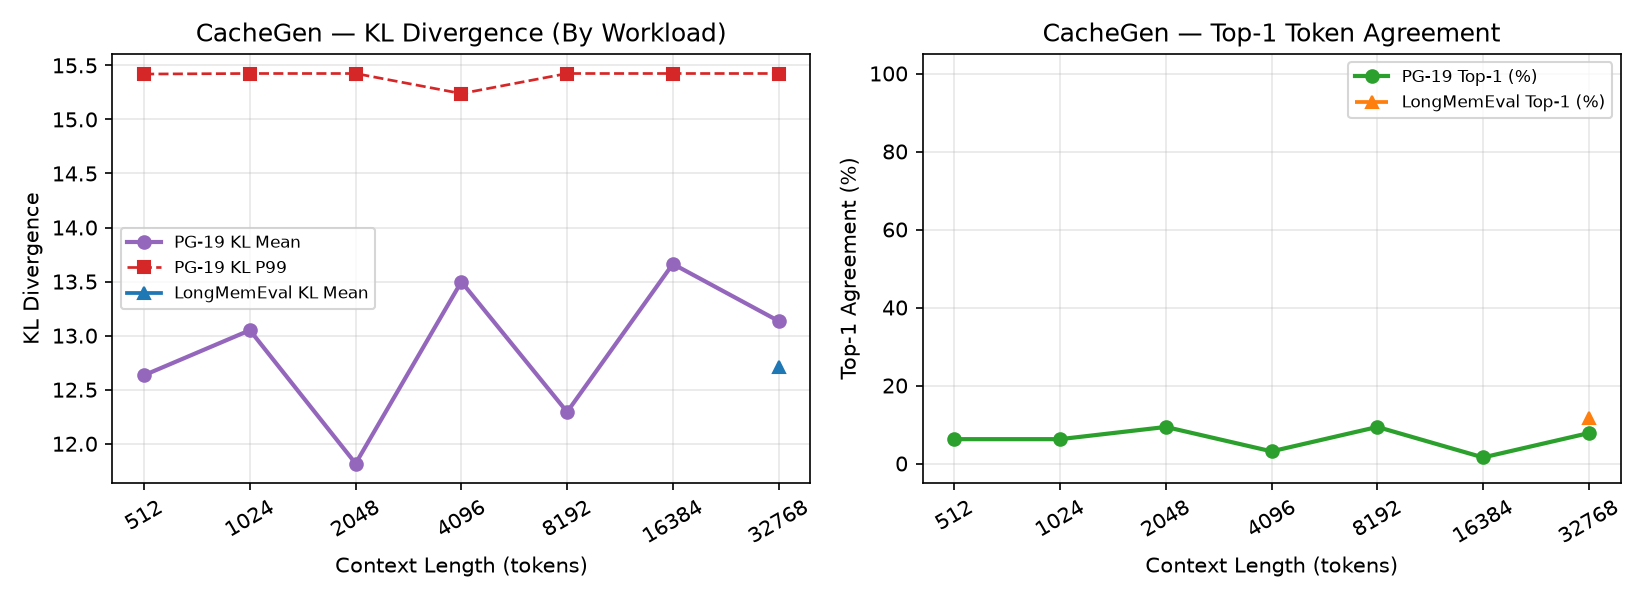 CacheGen — KL Divergence (By Workload)
15.5
15.0
14.5
14.0
13.5
13.0
12.5
12.0
KL Divergence
PG-19 KL Mean
PG-19 KL P99
LongMemEval KL Mean
512
1024
2048
4096
8192
16384
32768
Context Length (tokens)
CacheGen — Top-1 Token Agreement
100
80
60
40
20
0
Top-1 Agreement (%)
PG-19 Top-1 (%)
LongMemEval Top-1 (%)
512
1024
2048
4096
8192
16384
32768
Context Length (tokens)